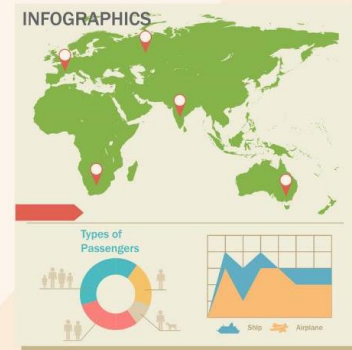 INFOGRAPHICS
Types of
Passengers
Ship
Airplane